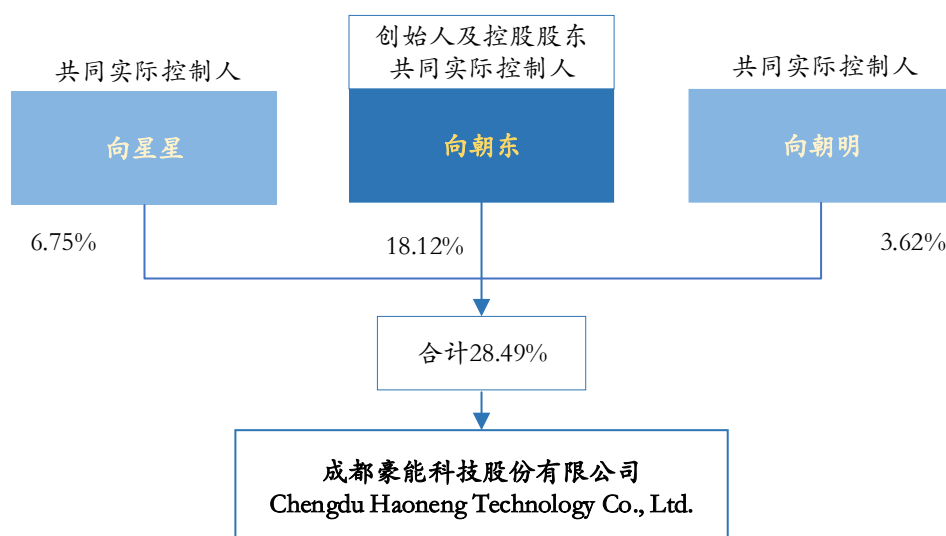 创始人及控股股东
共同实际控制人
共同实际控制人
共同实际控制人
向星星
向朝东
向朝明
6.75%
18.12%
3.62%
合计28.49%
成都豪能科技股份有限公司
Chengdu Haoneng Technology Co., Ltd.